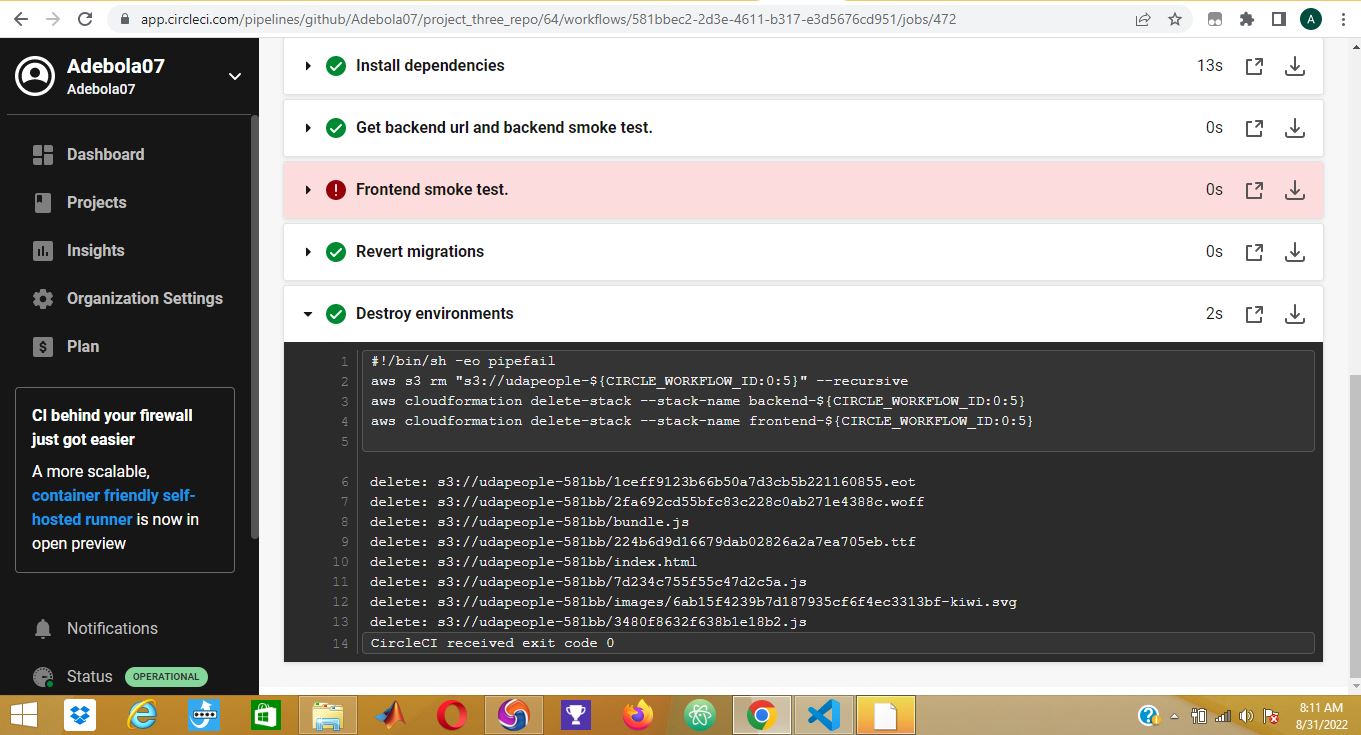 app.circleci.com/pipelines/github/Adebola07/project_three_repo/64/workflows/581bbec2-2d3e-4611-b317-e3d5676cd951/jobs/472
A
Adebola07
Adebola07
Dashboard
Projects
Insights
Organization Settings
Plan
CI behind your firewall
just got easier
A more scalable,
container friendly self-
hosted runner is now in
open preview
Notifications
Status OPERATIONAL
Install dependencies 13s
Get backend url and backend smoke test. 0s
Frontend smoke test. 0s
Revert migrations 0s
Destroy environments 2s
1 #!/bin/sh -eo pipefail
2 aws s3 rm "s3://udapeople-${CIRCLE_WORKFLOW_ID:0:5}" --recursive
3 aws cloudformation delete-stack --stack-name backend-${CIRCLE_WORKFLOW_ID:0:5}
4 aws cloudformation delete-stack --stack-name frontend-${CIRCLE_WORKFLOW_ID:0:5}
5
6 delete: s3://udapeople-581bb/1ceff9123b66b50a7d3cb5b221160855.eot
7 delete: s3://udapeople-581bb/2fa692cd55bfc83c228c0ab271e4388c.woff
8 delete: s3://udapeople-581bb/bundle.js
9 delete: s3://udapeople-581bb/224b6d9d16679dab02826a2a7ea705eb.ttf
10 delete: s3://udapeople-581bb/index.html
11 delete: s3://udapeople-581bb/7d234c755f55c47d2c5a.js
12 delete: s3://udapeople-581bb/images/6ab15f4239b7d187935cf6f4ec3313bf-kiwi.svg
13 delete: s3://udapeople-581bb/3480f8632f638b1e18b2.js
14 CircleCI received exit code 0
8:11 AM
8/31/2022